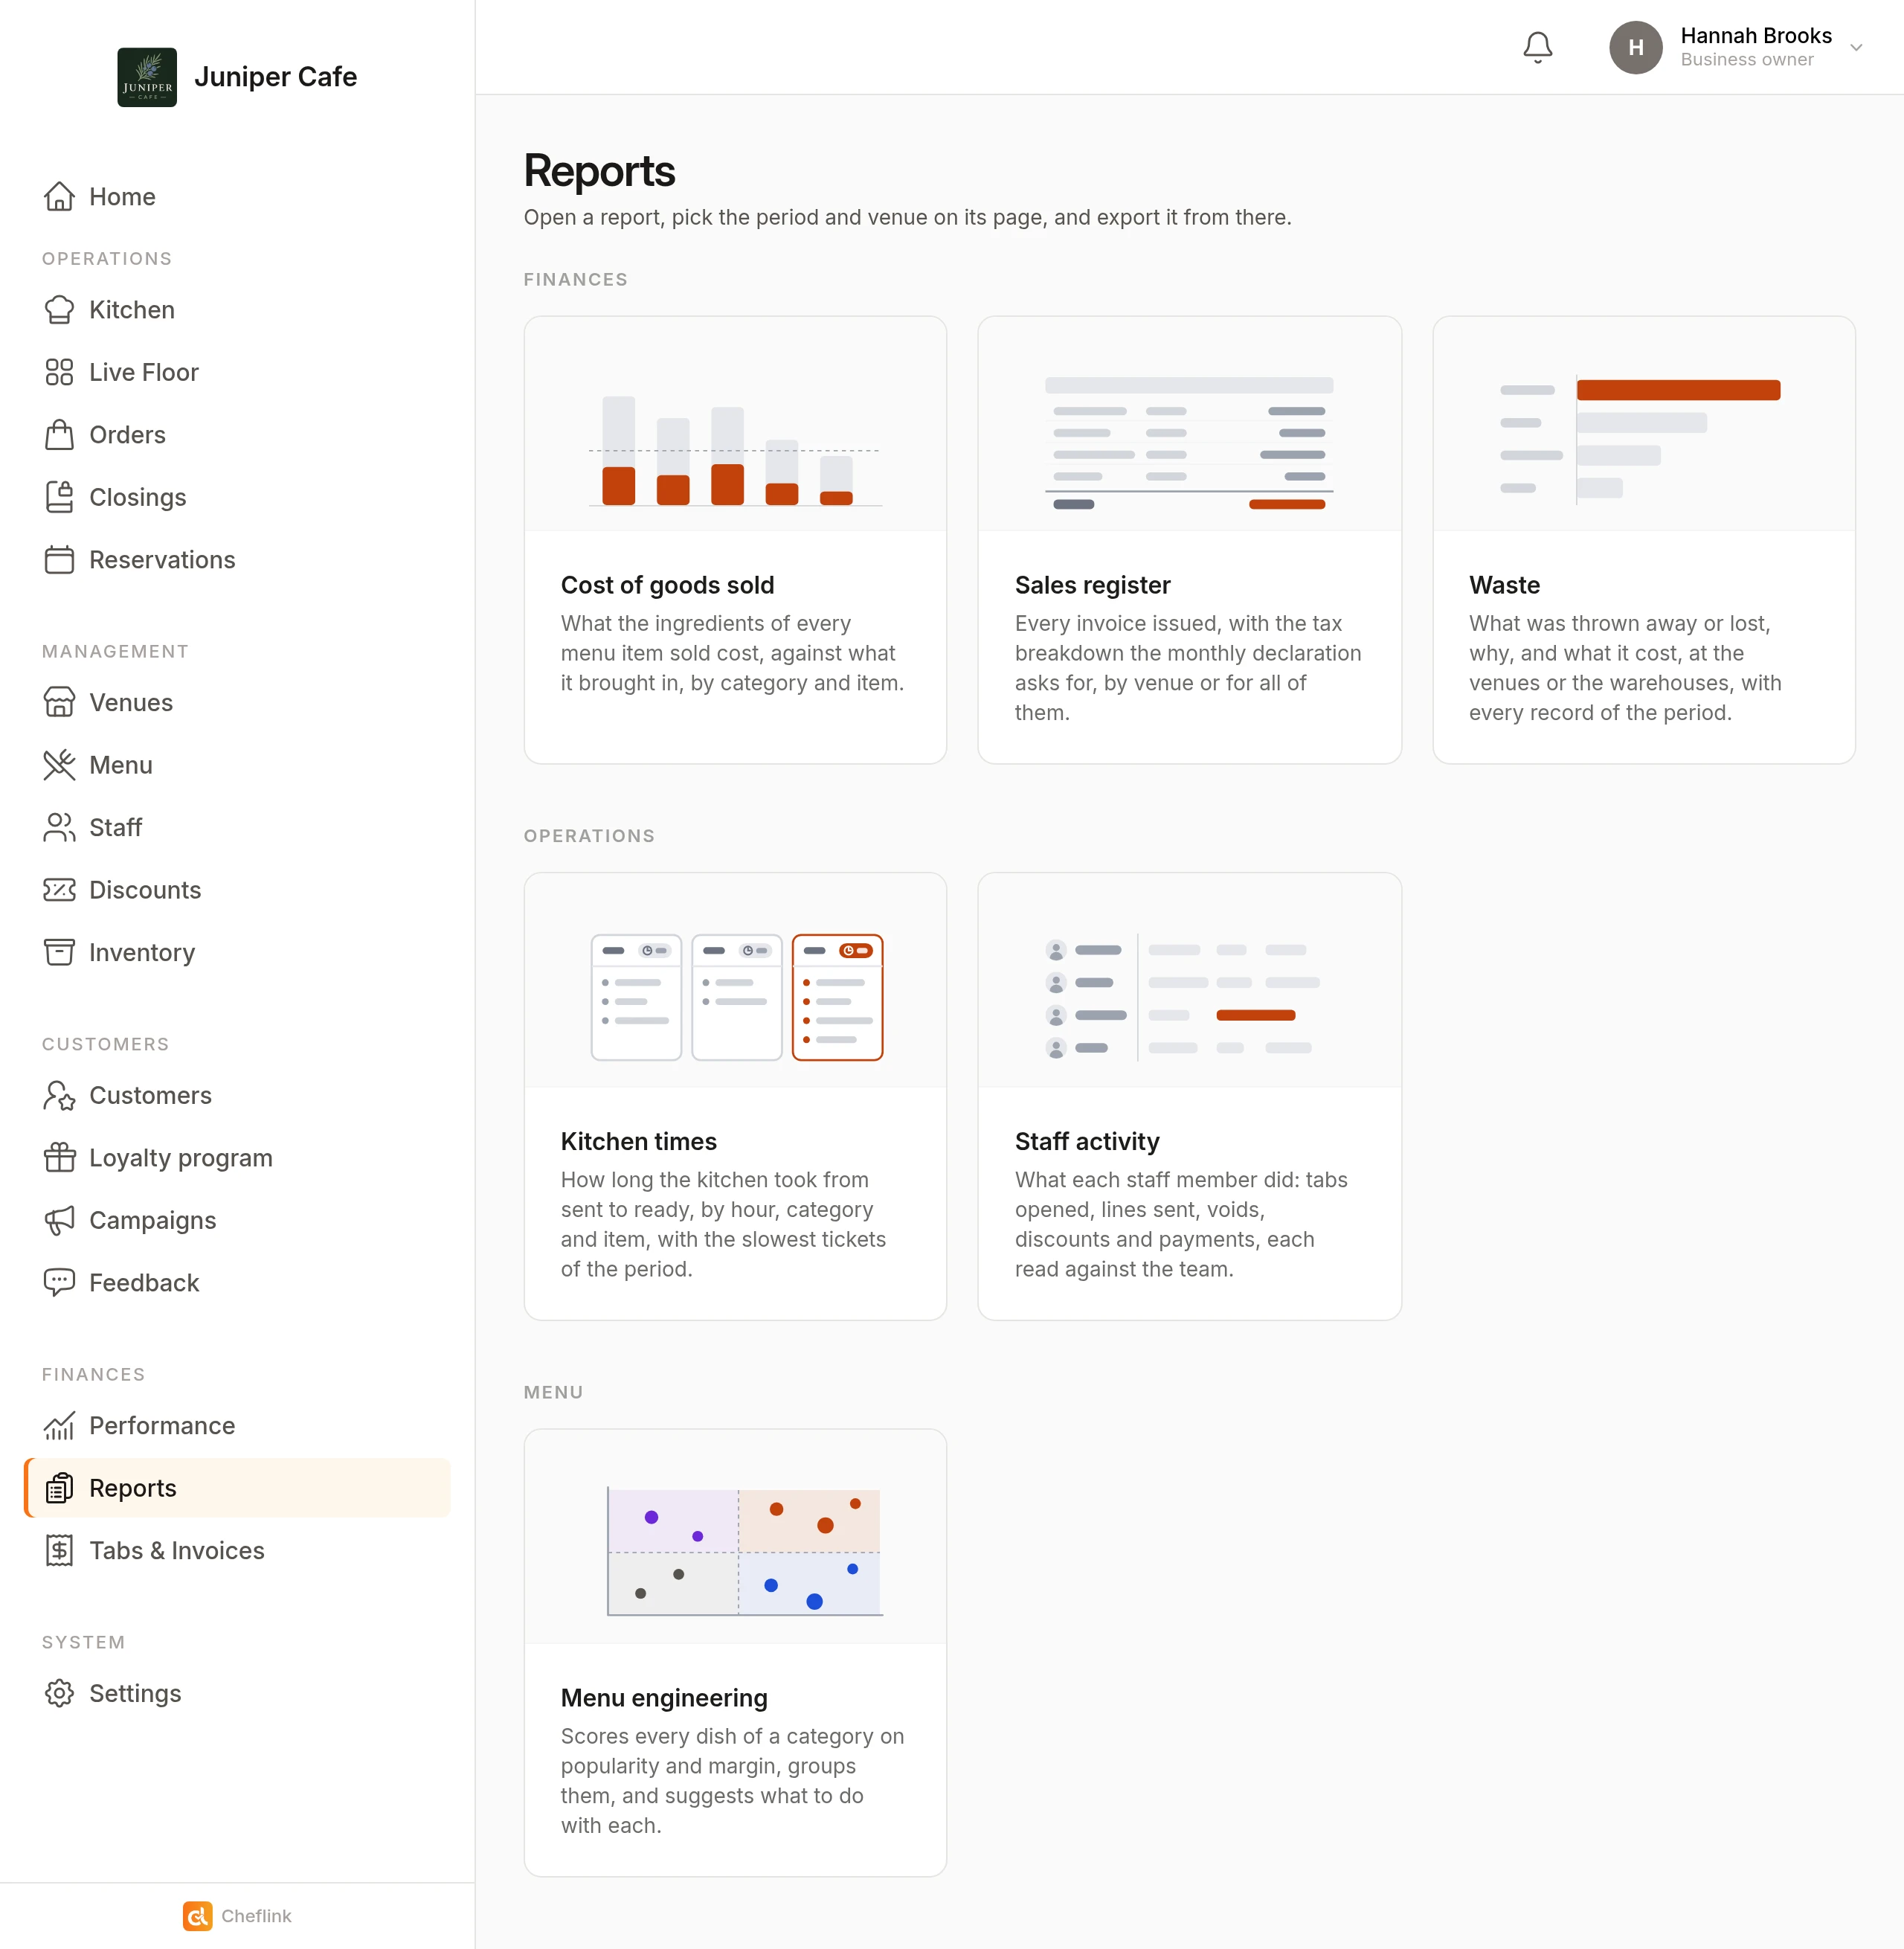 JUNIPER
CAFE
Juniper Cafe
Home
OPERATIONS
Kitchen
Live Floor
Orders
Closings
Reservations
MANAGEMENT
Venues
Menu
Staff
Discounts
Inventory
CUSTOMERS
Customers
Loyalty program
Campaigns
Feedback
FINANCES
Performance
Reports
Tabs & Invoices
SYSTEM
Settings
Cheflink
H
Hannah Brooks
Business owner
Reports
Open a report, pick the period and venue on its page, and export it from there.
FINANCES
Cost of goods sold
What the ingredients of every
menu item sold cost, against what
it brought in, by category and item.
Sales register
Every invoice issued, with the tax
breakdown the monthly declaration
asks for, by venue or for all of
them.
Waste
What was thrown away or lost,
why, and what it cost, at the
venues or the warehouses, with
every record of the period.
OPERATIONS
Kitchen times
How long the kitchen took from
sent to ready, by hour, category
and item, with the slowest tickets
of the period.
Staff activity
What each staff member did: tabs
opened, lines sent, voids,
discounts and payments, each
read against the team.
MENU
Menu engineering
Scores every dish of a category on
popularity and margin, groups
them, and suggests what to do
with each.